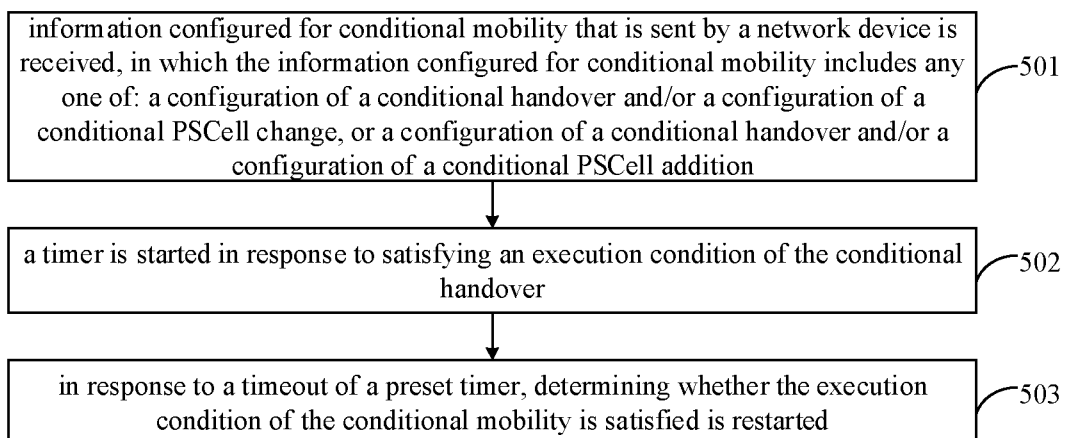 information configured for conditional mobility that is sent by a network device is
received, in which the information configured for conditional mobility includes any
one of: a configuration of a conditional handover and/or a configuration of a
conditional PSCell change, or a configuration of a conditional handover and/or a
configuration of a conditional PSCell addition
501
a timer is started in response to satisfying an execution condition of the conditional
handover
502
in response to a timeout of a preset timer, determining whether the execution
condition of the conditional mobility is satisfied is restarted
503